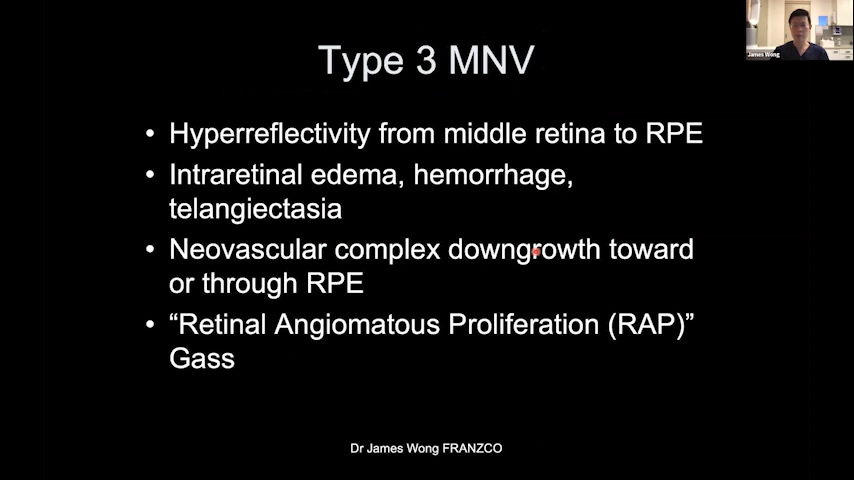 James Wong
Type 3 MNV
• Hyperreflectivity from middle retina to RPE
• Intraretinal edema, hemorrhage,
telangiectasia
• Neovascular complex downgrowth toward
or through RPE
• “Retinal Angiomatous Proliferation (RAP)”
Gass
Dr James Wong FRANZCO